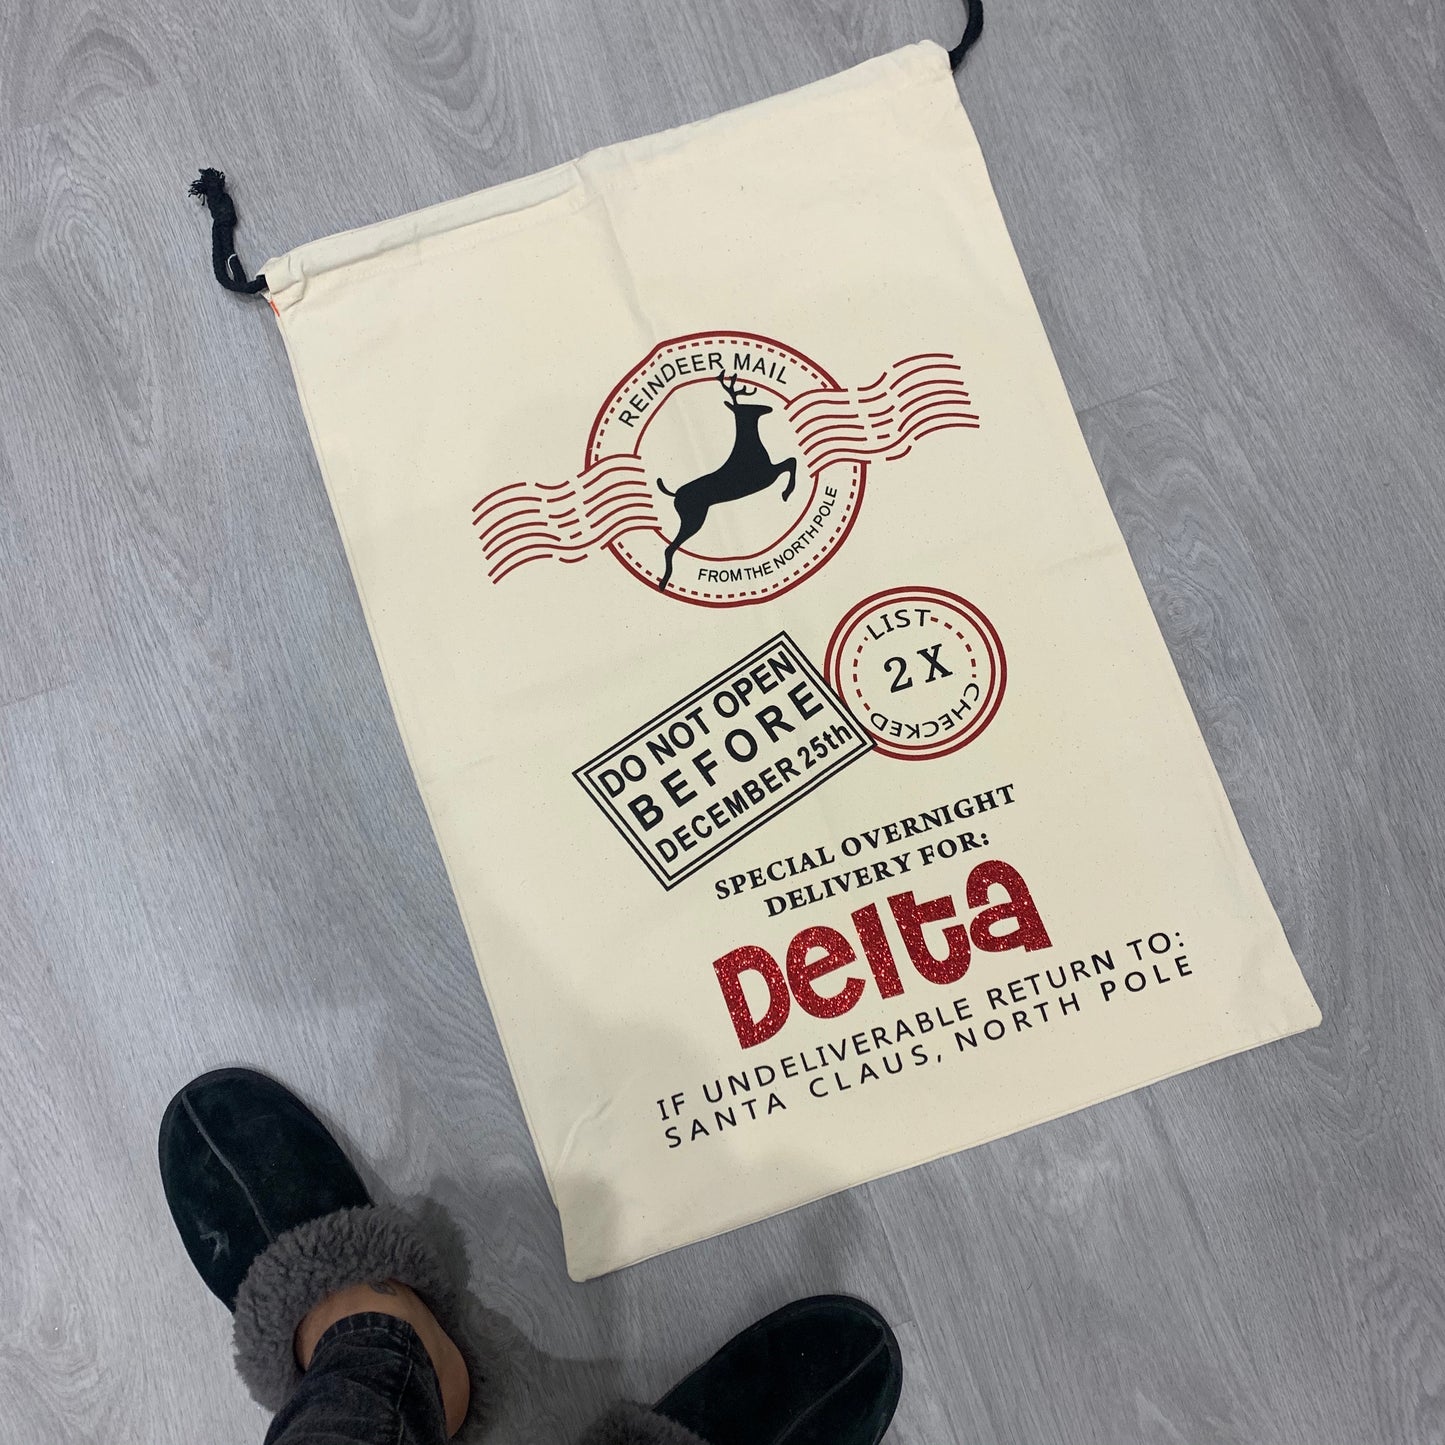 REINDEER MAIL
FROM THE NORTH POLE
LIST
2 X
CHECKED
DO NOT OPEN
BEFORE
DECEMBER 25th
SPECIAL OVERNIGHT
DELIVERY FOR:
Delta
IF UNDELIVERABLE RETURN TO:
SANTA CLAUS, NORTH POLE